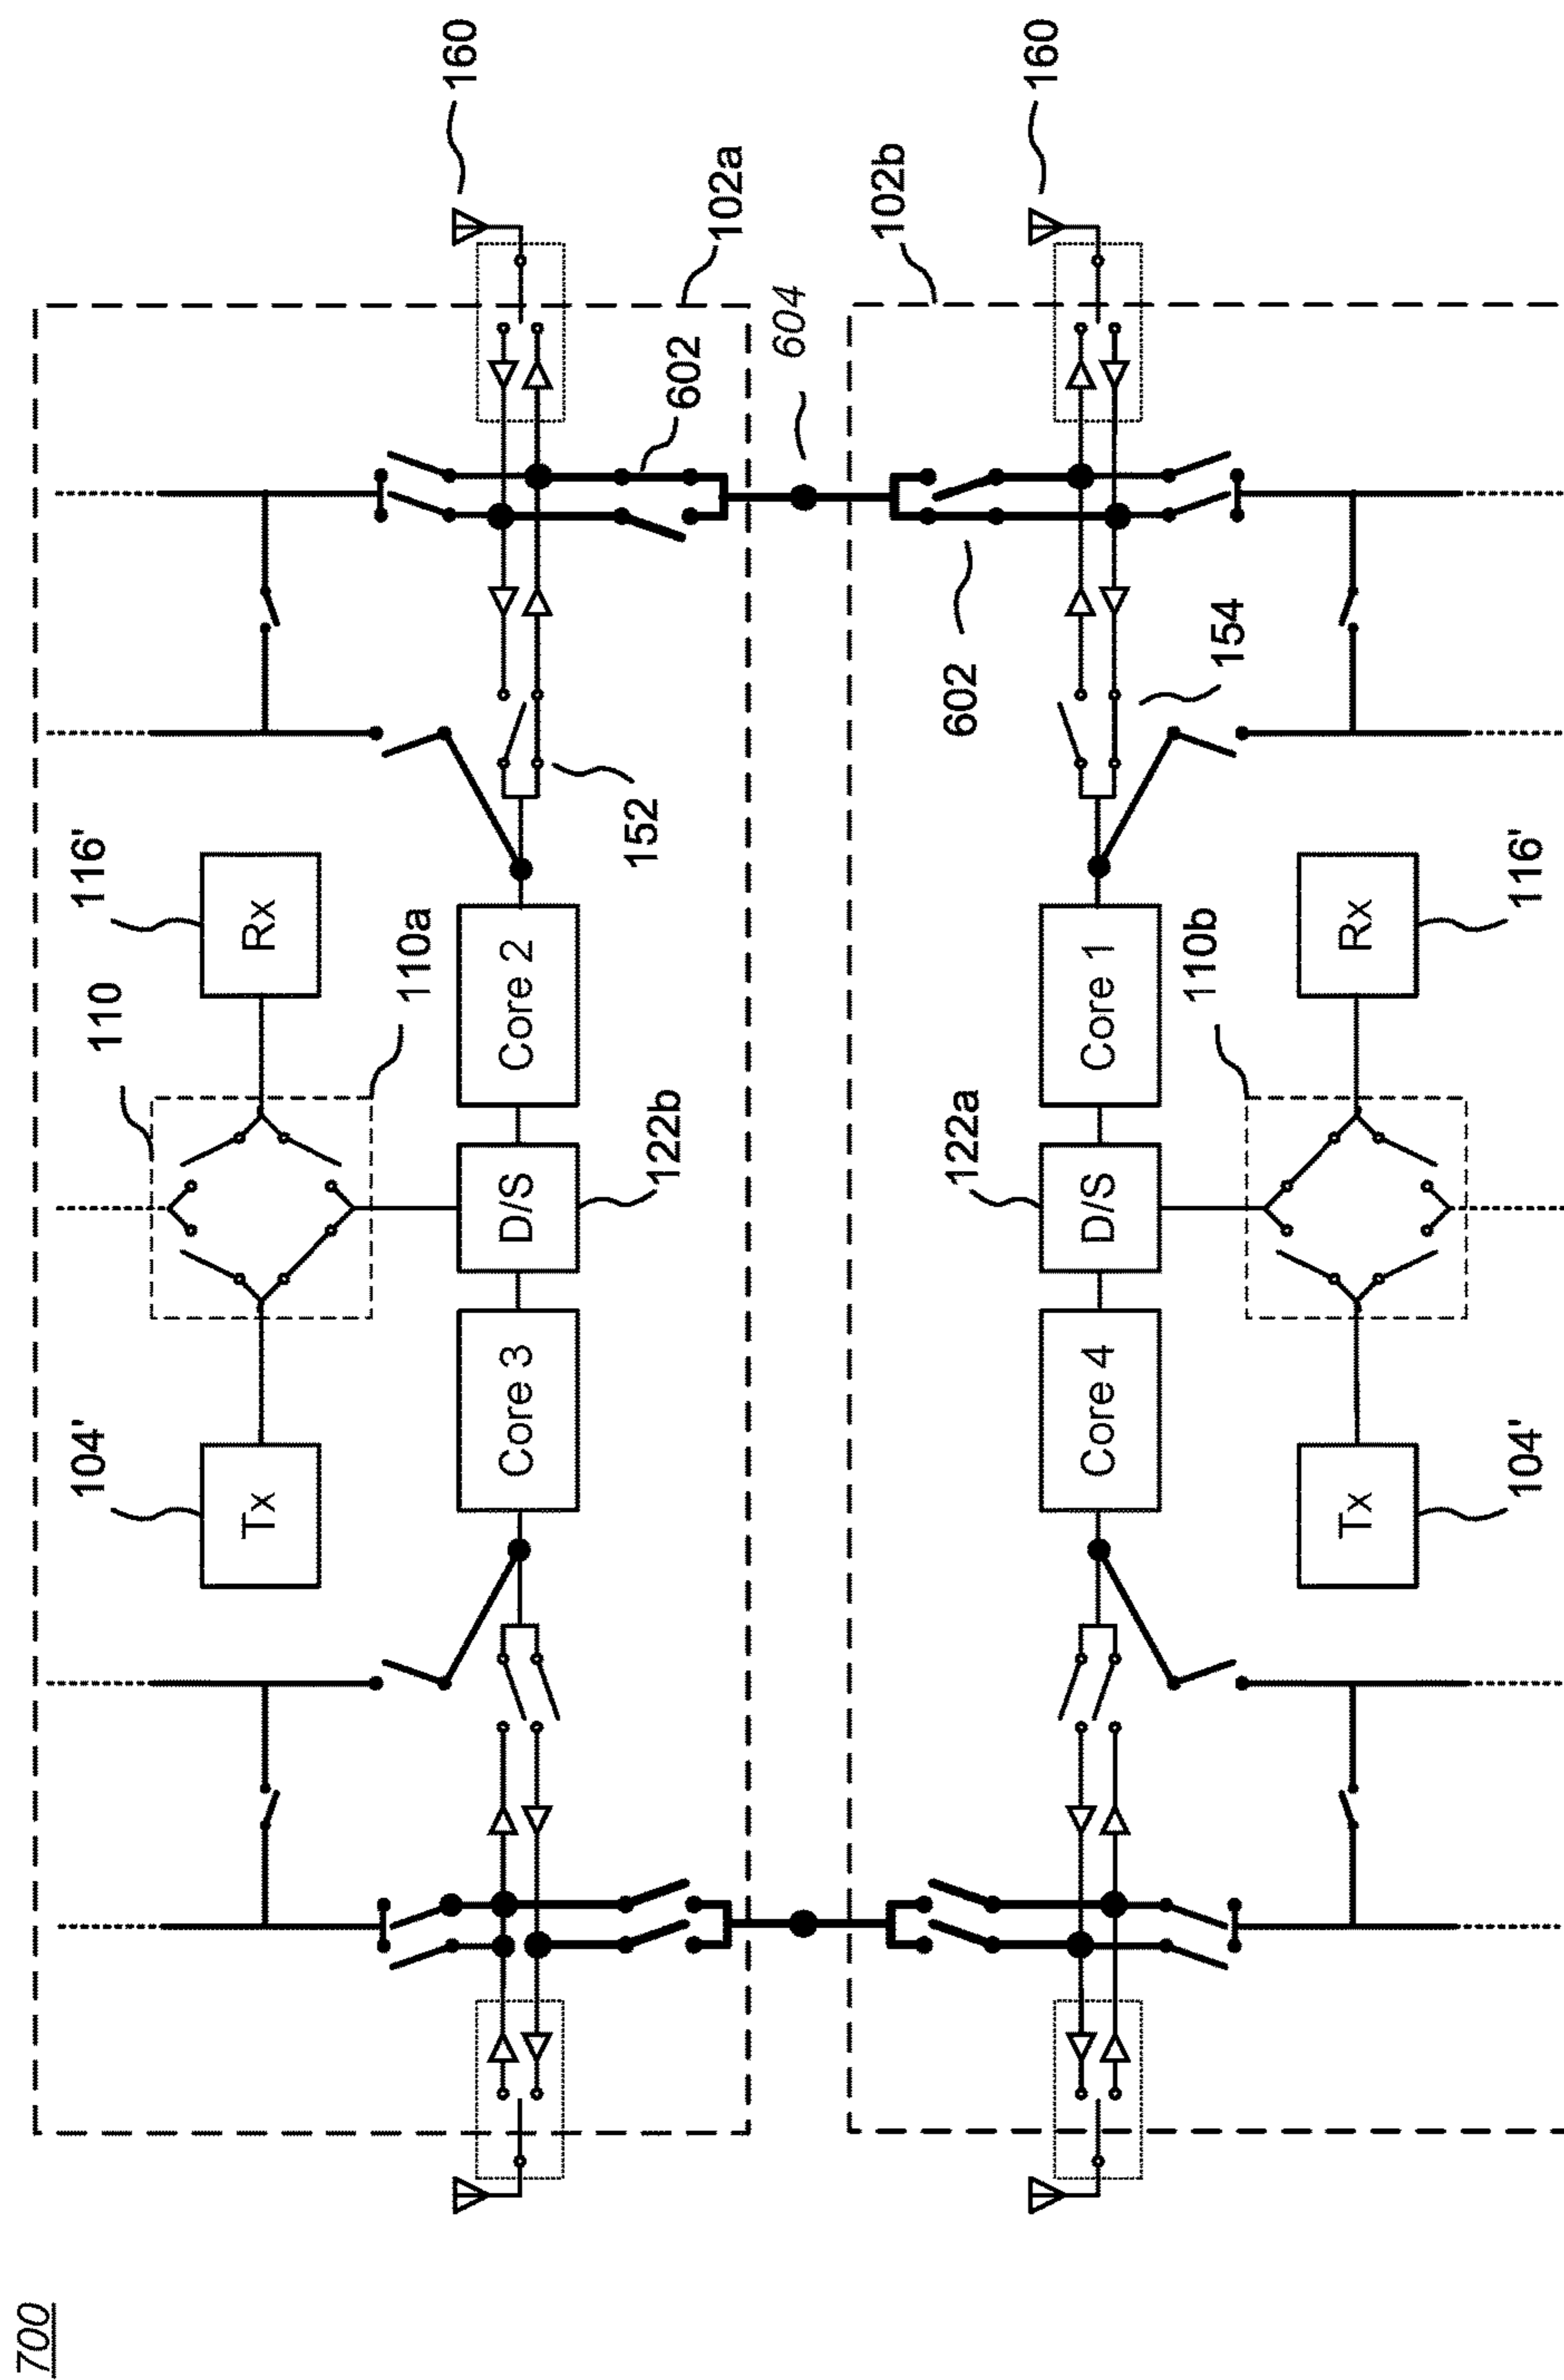 700
104'
110
116'
Tx
Rx
110a
160
Core 3
D/S
Core 2
122b
152
602
102a
604
102b
122a
602
160
Core 4
D/S
Core 1
110b
154
Tx
Rx
104'
116'